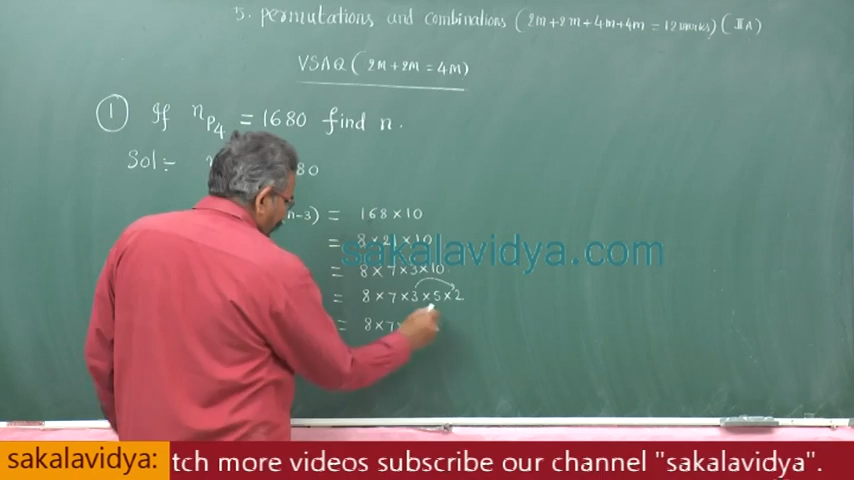 5. permutations and combinations (2M+2M+4M+4M=12 marks) (IIA)
VSAQ (2M+2M=4M)
① If nP4 = 1680 find n.
Sol:- 80
n-3) = 168×10
= 8×21×10
= 8×7×3×10
= 8×7×3×5×2
= 8×7×
sakalavidya.com
sakalavidya: tch more videos subscribe our channel "sakalavidya".